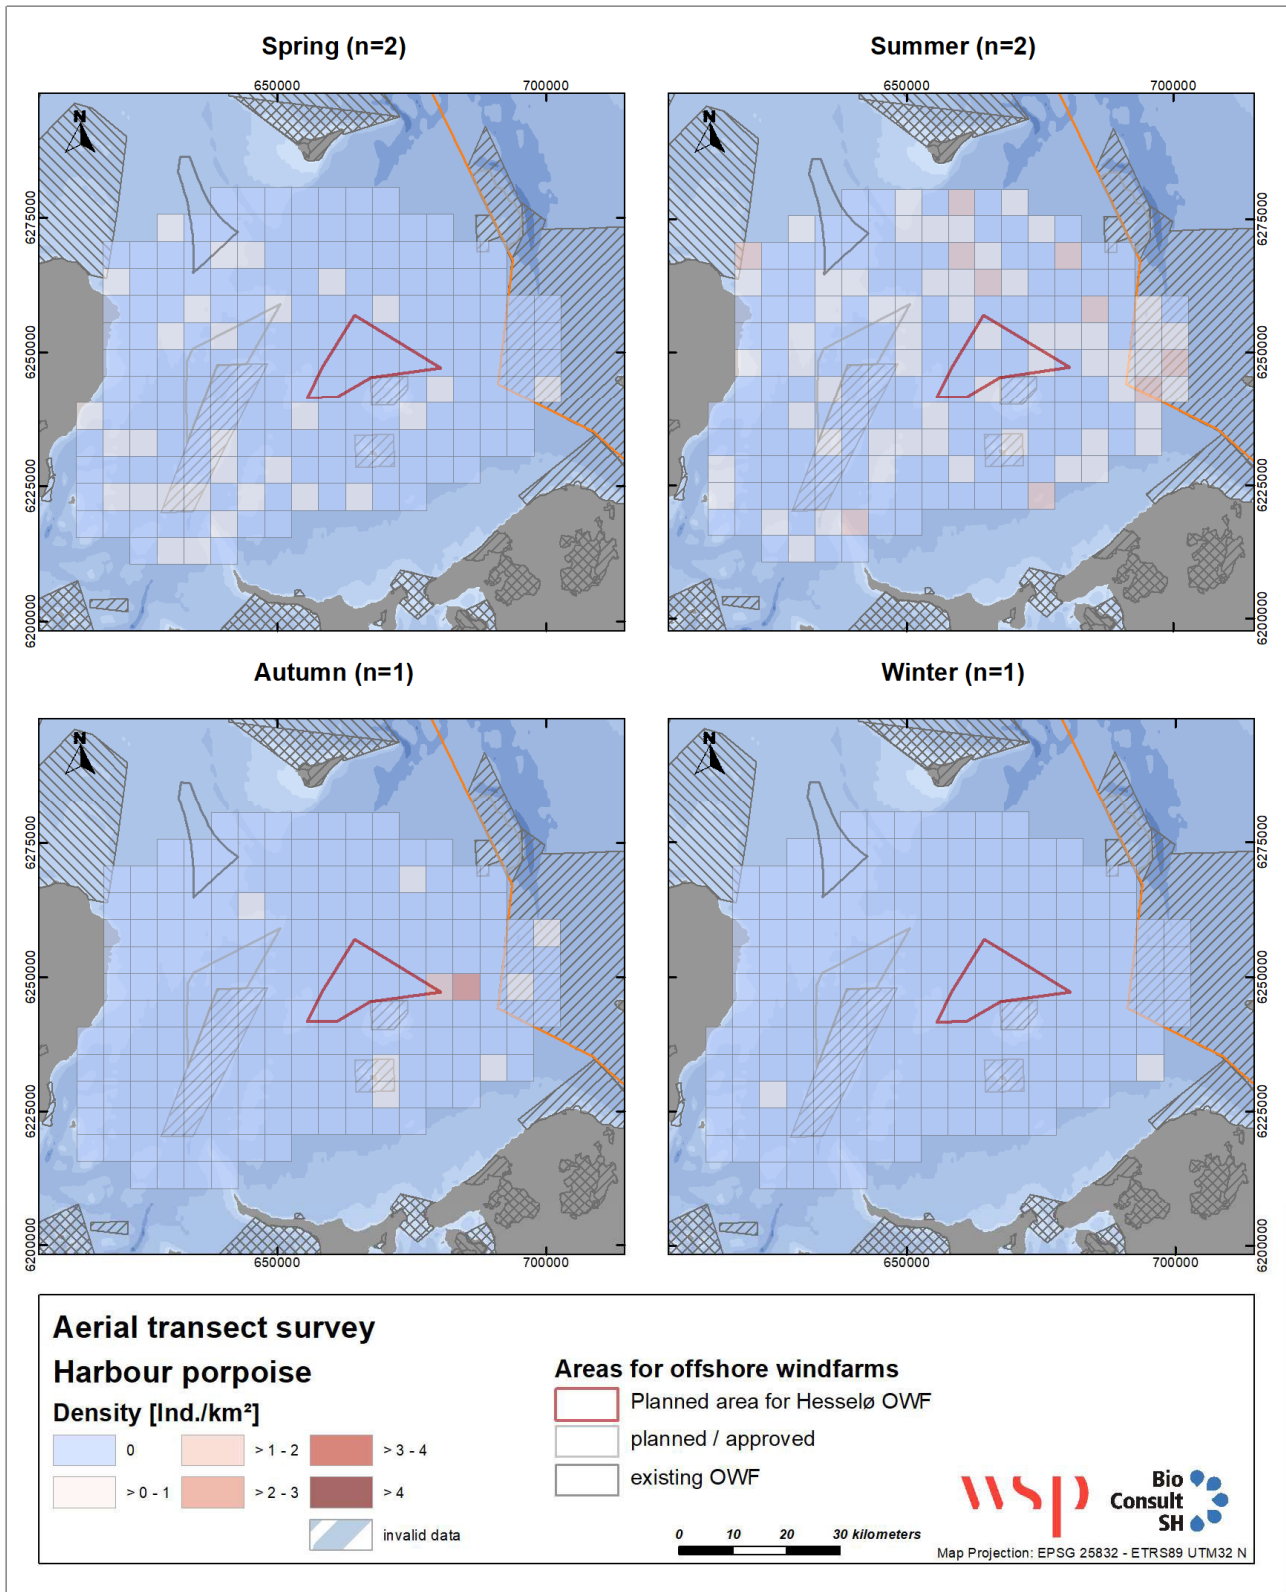 Spring (n=2)
Summer (n=2)
650000
700000
650000
700000
N
N
6275000
6250000
6225000
6200000
6275000
6250000
6225000
6200000
Autumn (n=1)
Winter (n=1)
N
N
6275000
6250000
6225000
6200000
6275000
6250000
6225000
6200000
650000
700000
650000
700000
Aerial transect survey
Harbour porpoise
Density [Ind./km²]
0
> 1 - 2
> 3 - 4
> 0 - 1
> 2 - 3
> 4
invalid data
Areas for offshore windfarms
Planned area for Hesselø OWF
planned / approved
existing OWF
0 10 20 30 kilometers
wsp
Bio
Consult
SH
Map Projection: EPSG 25832 - ETRS89 UTM32 N